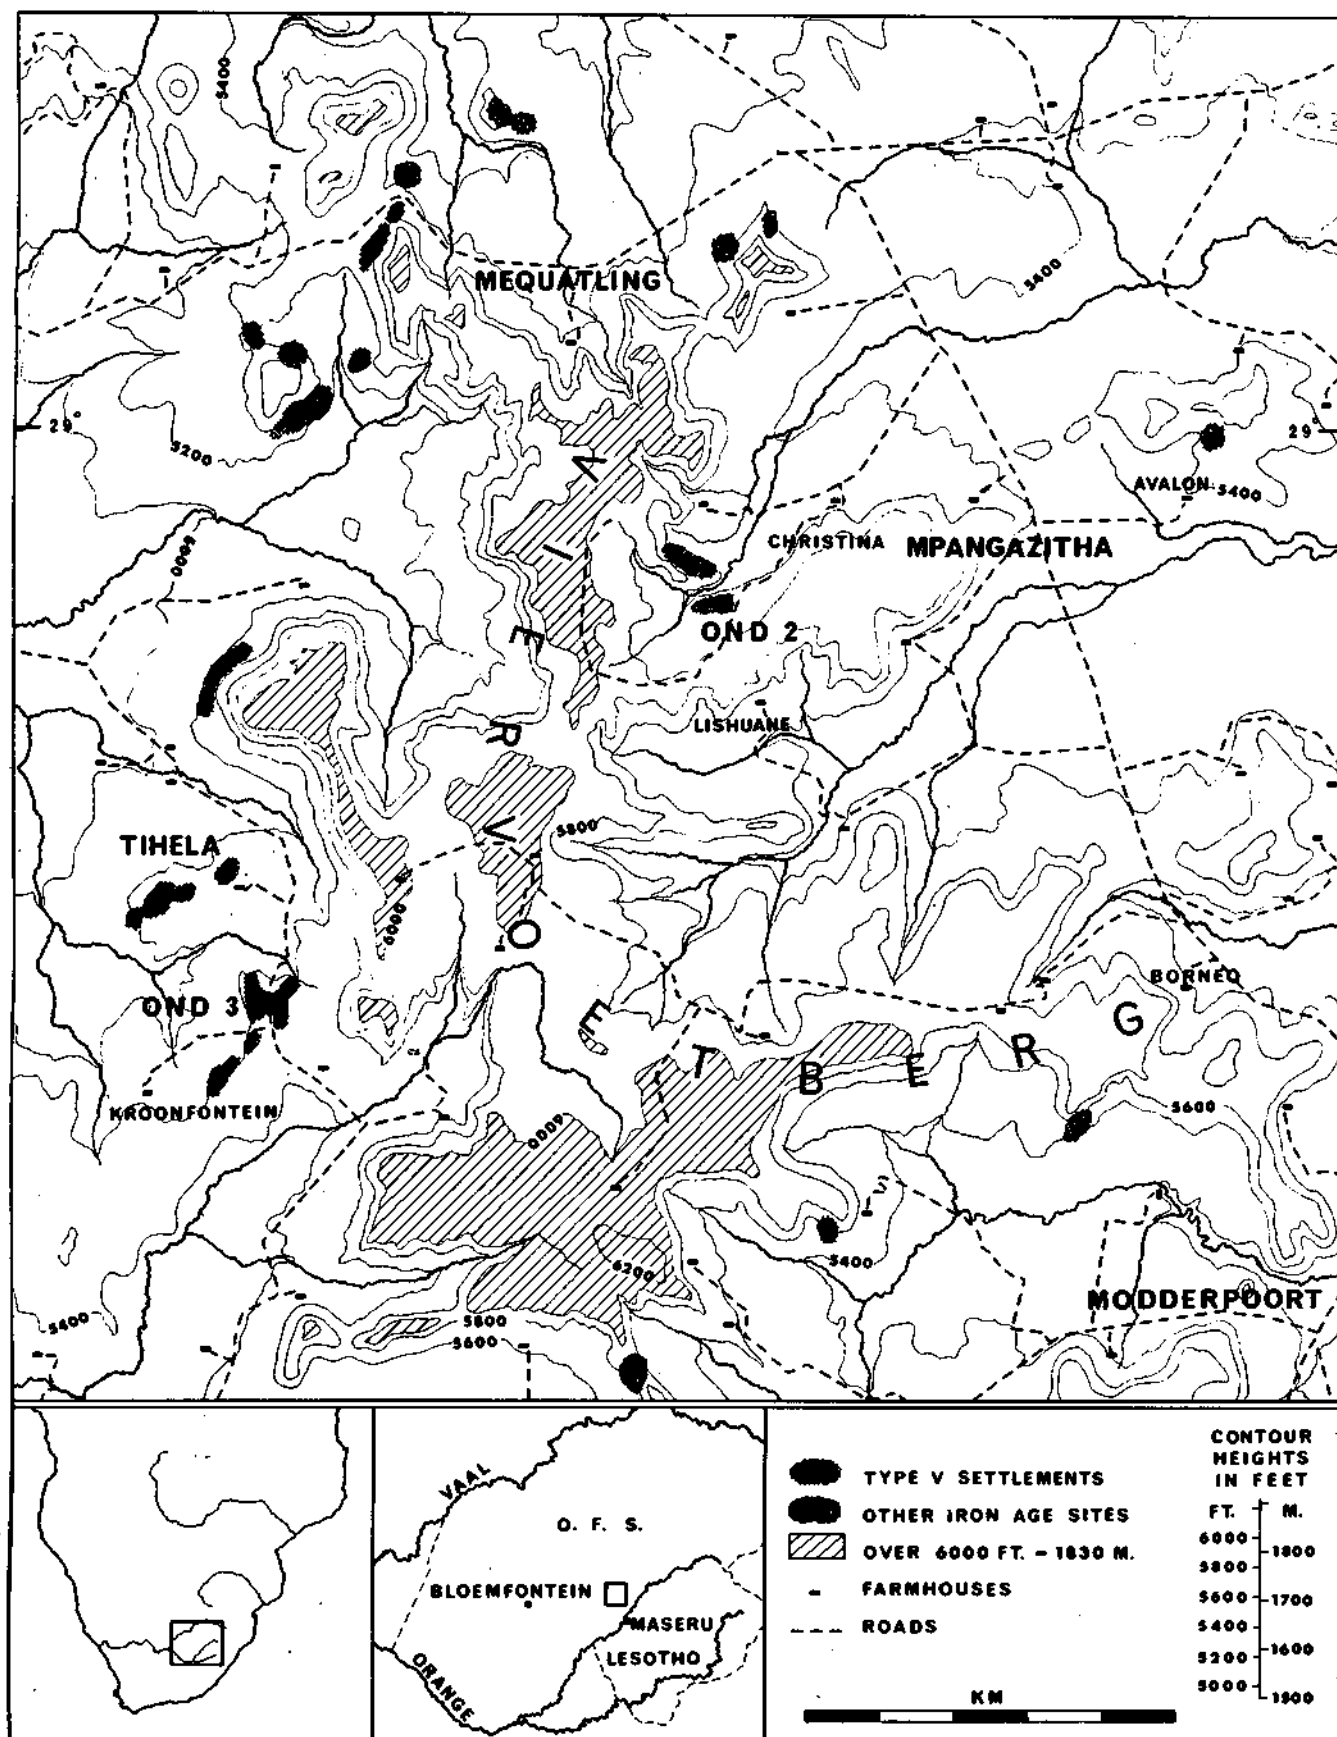 5400
MEQUATLING
5400
29°
5200
29°
AVALON
5400
6000
CHRISTINA
MPANGAZITHA
OND 2
LISHUANE
5800
TIHELA
6000
OND 3
BORNEO
KROONFONTEIN
VIERVOETBERG
5600
6000
5400
6200
MODDERPOORT
5400
5800
5600
VAAL
O. F. S.
BLOEMFONTEIN
MASERU
LESOTHO
ORANGE
TYPE V SETTLEMENTS
OTHER IRON AGE SITES
OVER 6000 FT. – 1830 M.
FARMHOUSES
ROADS
KM
CONTOUR
HEIGHTS
IN FEET
FT. M.
6000
1800
5800
5600
1700
5400
1600
5200
5000
1500